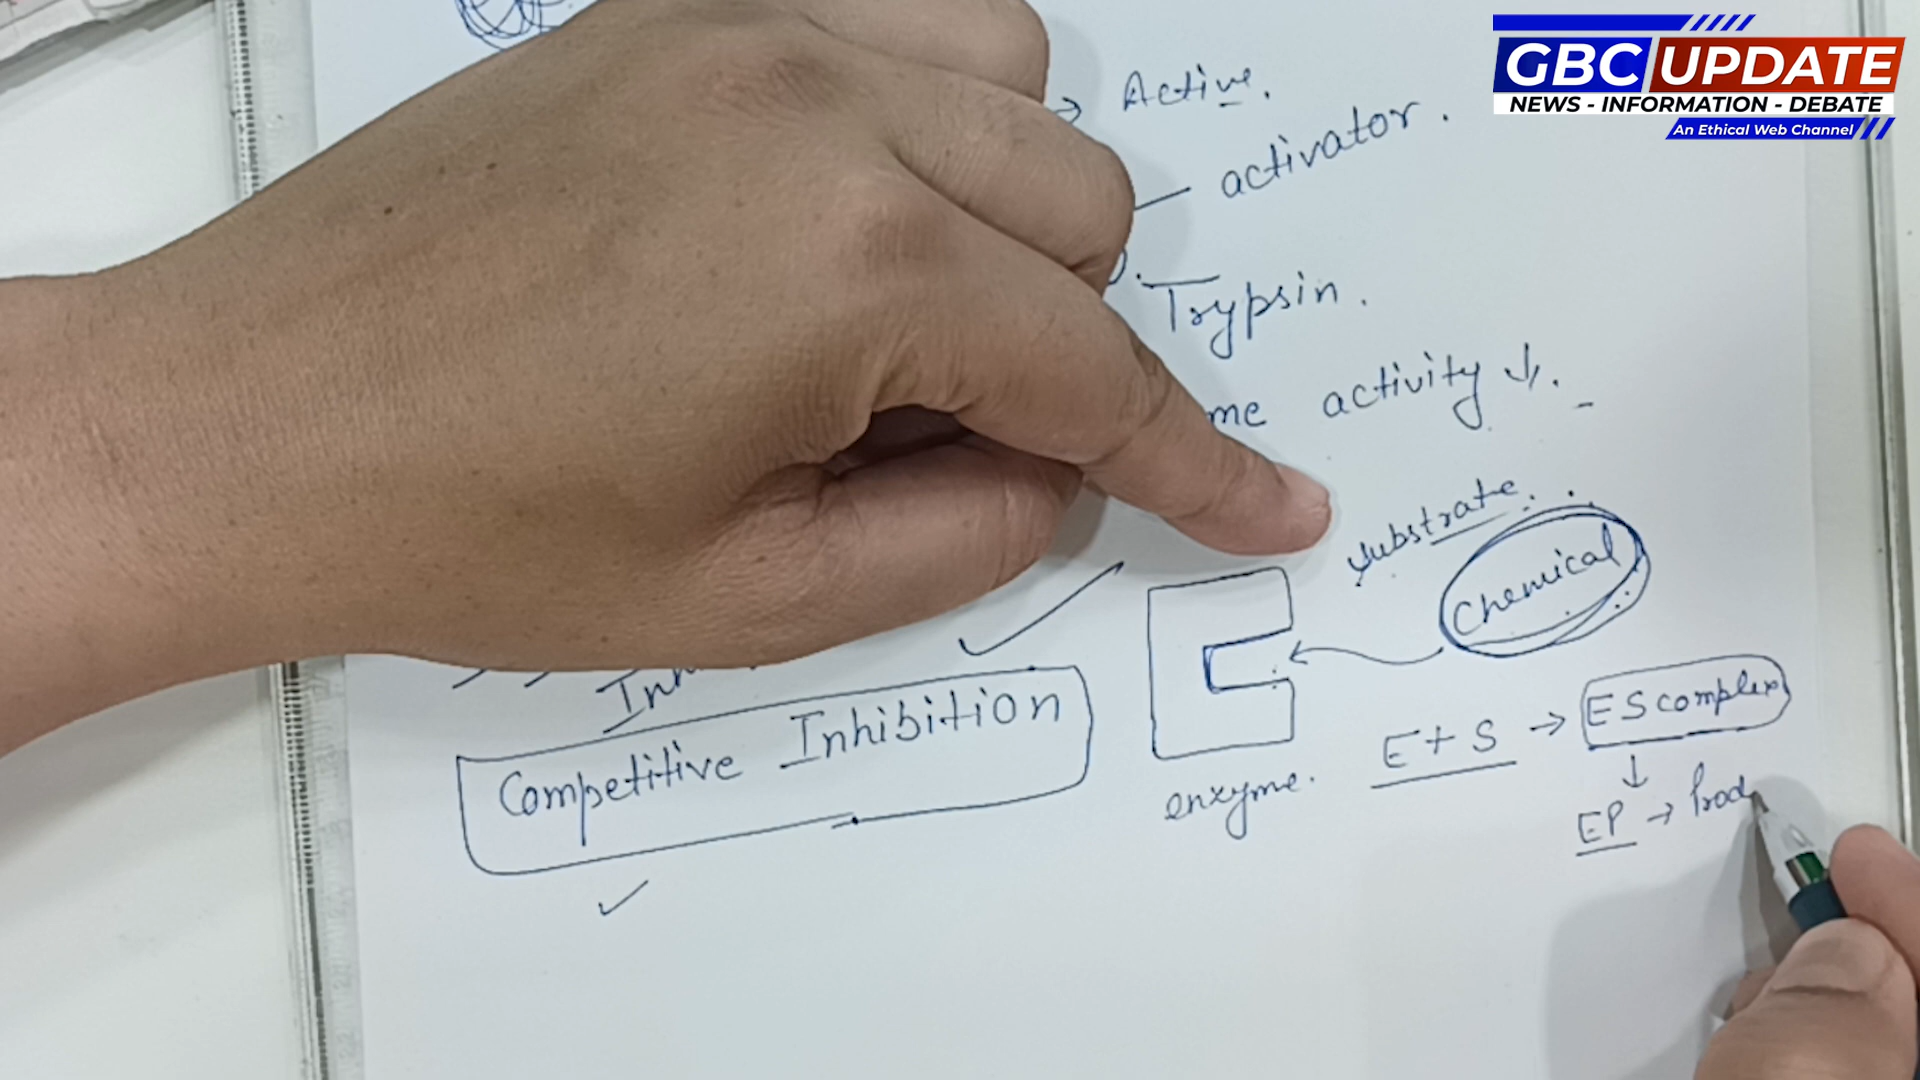 GBC UPDATE
NEWS - INFORMATION - DEBATE
An Ethical Web Channel
→ Active.
— activator.
Trypsin.
me activity ↓.
substrate.
Chemical
Competitive Inhibition
enzyme.
E + S → ES complex
↓
EP → Prod